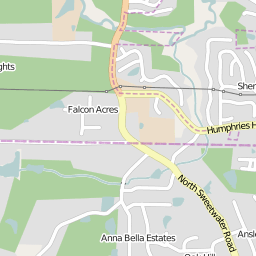 ghts
Sher
Falcon Acres
Humphries H
North Sweetwater Road
Ansle
Anna Bella Estates